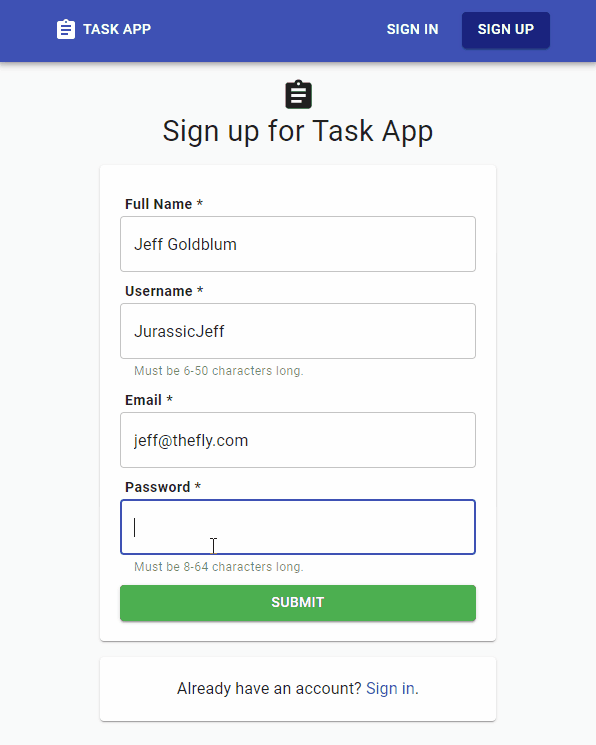 TASK APP SIGN IN SIGN UP
Sign up for Task App
Full Name *
Jeff Goldblum
Username *
JurassicJeff
Must be 6-50 characters long.
Email *
jeff@thefly.com
Password *
Must be 8-64 characters long.
SUBMIT
Already have an account? Sign in.